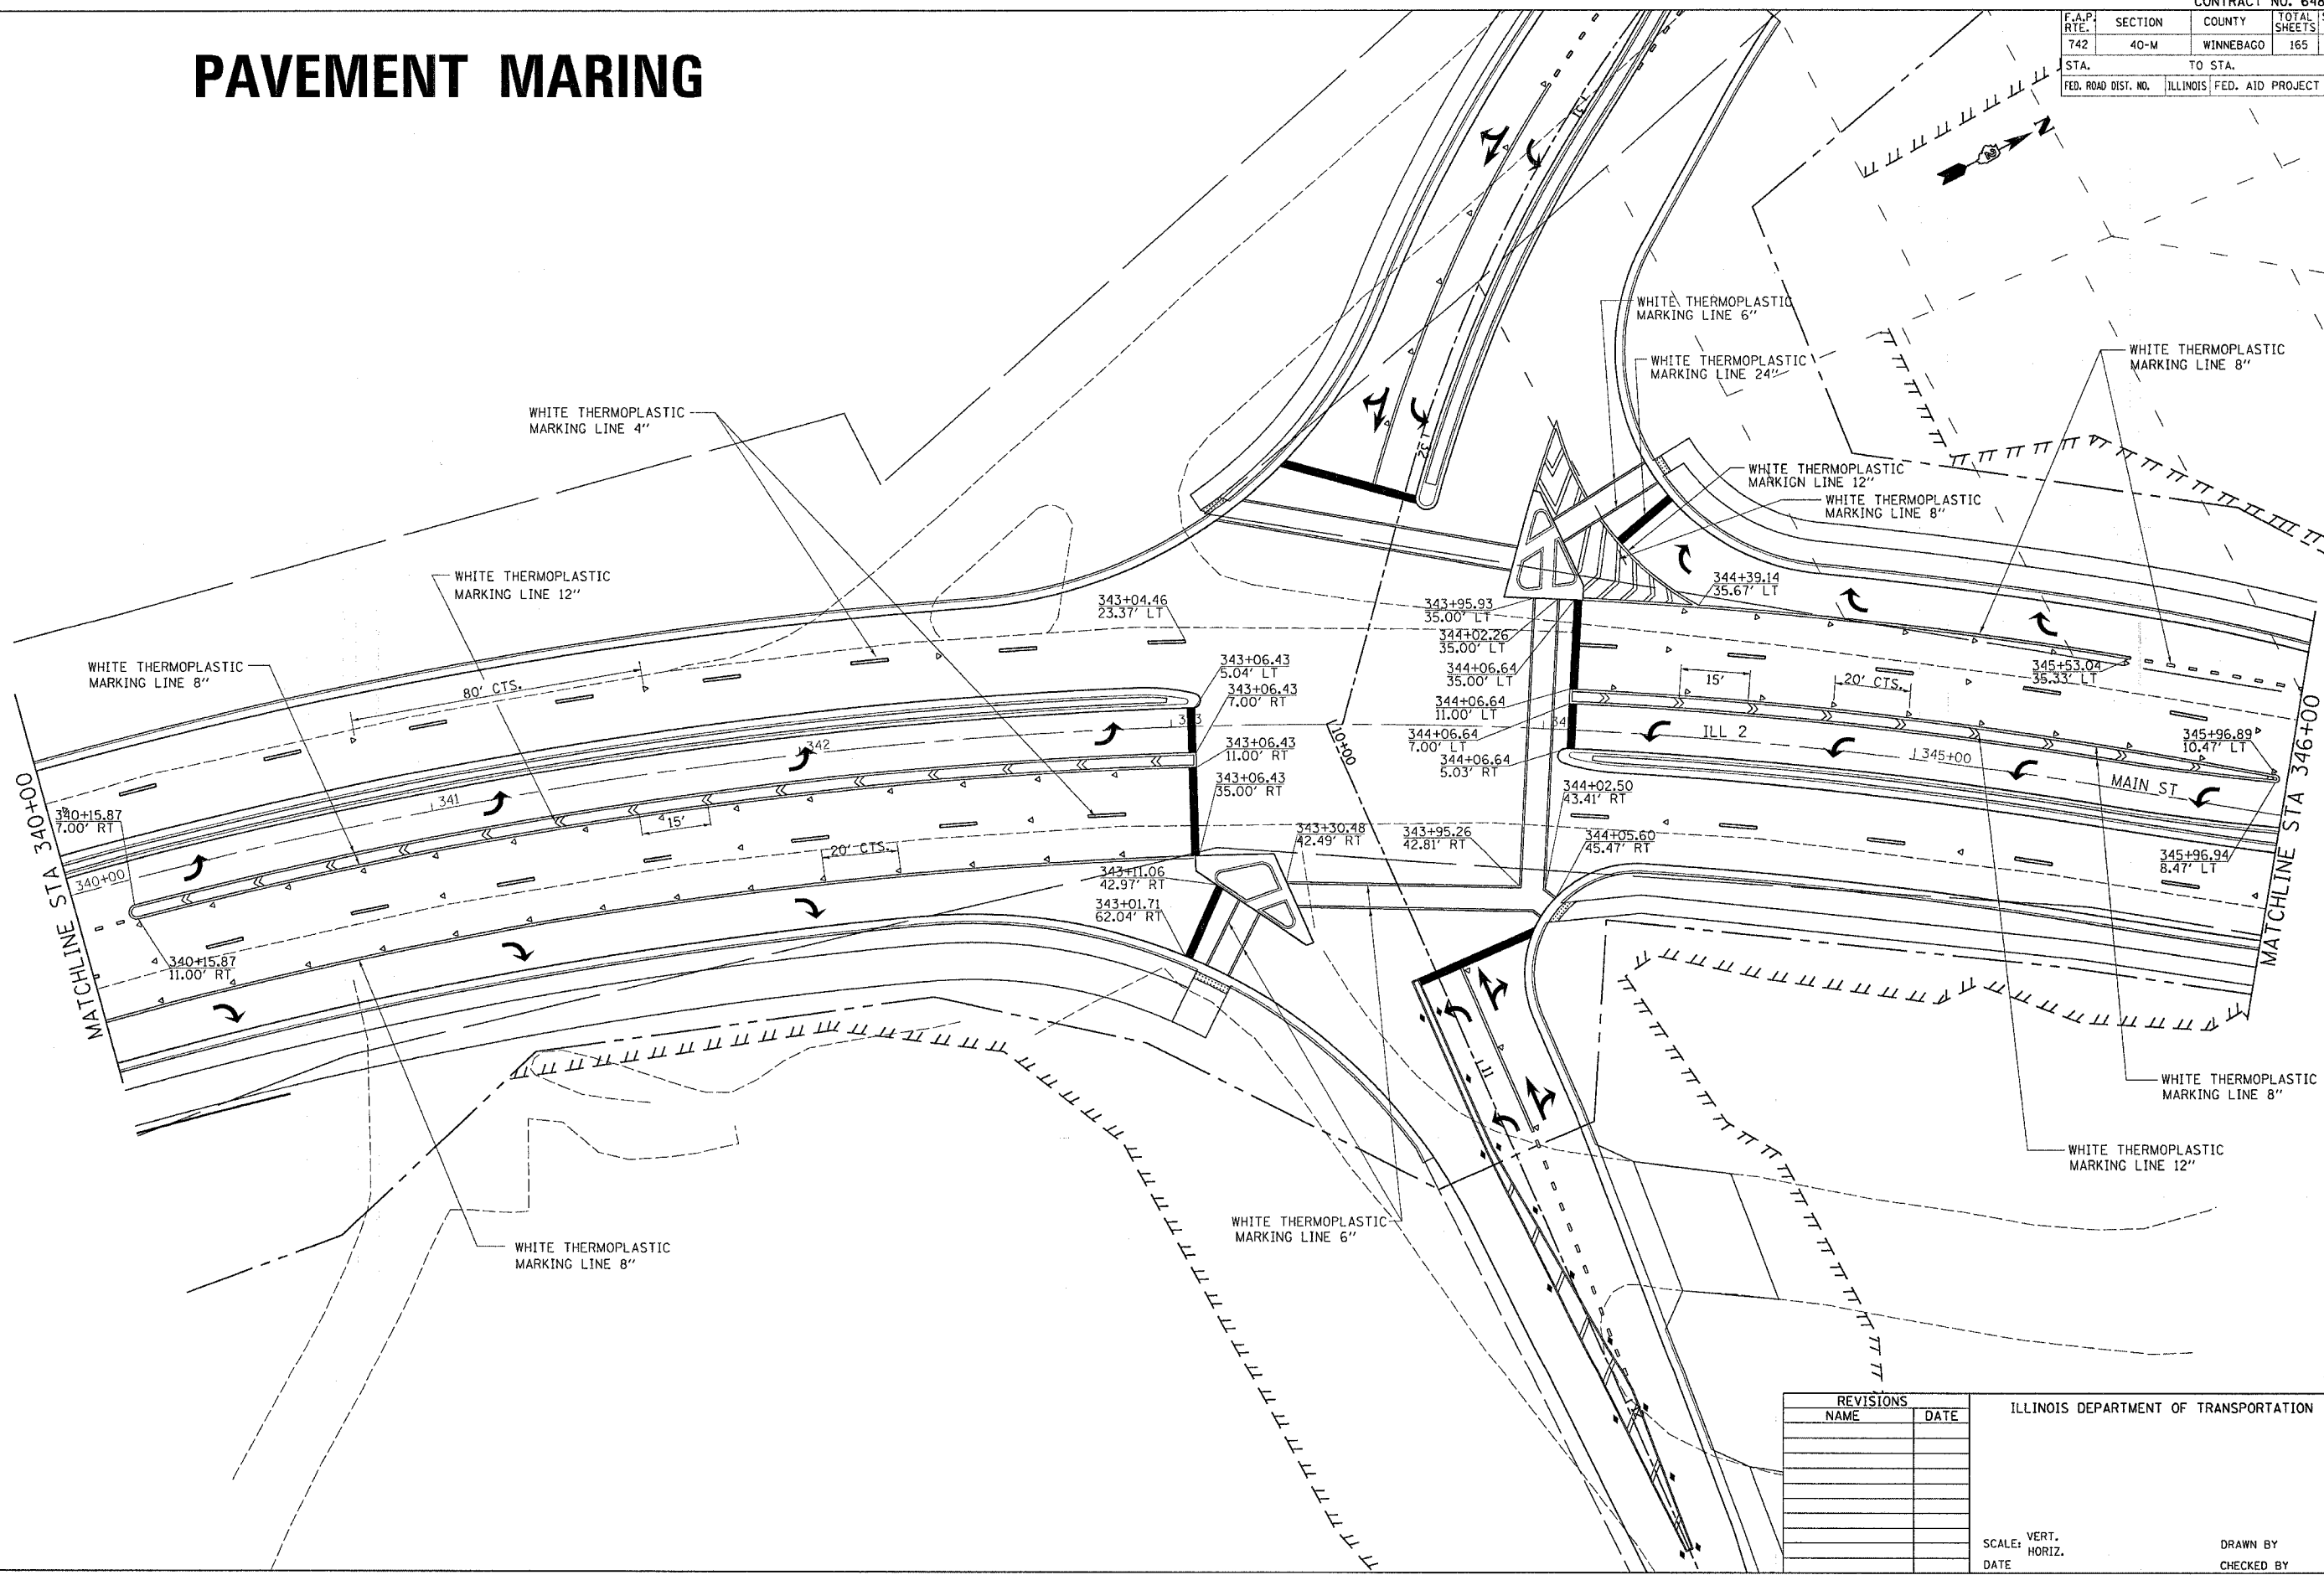 CONTRACT NO. 648
F.A.P. RTE. SECTION COUNTY TOTAL SHEETS
742 40-M WINNEBAGO 165
STA. TO STA.
FED. ROAD DIST. NO. ILLINOIS FED. AID PROJECT
PAVEMENT MARING
N
31
WHITE THERMOPLASTIC
MARKING LINE 6"
WHITE THERMOPLASTIC
MARKING LINE 24"
WHITE THERMOPLASTIC
MARKING LINE 8"
WHITE THERMOPLASTIC
MARKING LINE 4"
32
WHITE THERMOPLASTIC
MARKIGN LINE 12"
WHITE THERMOPLASTIC
MARKING LINE 8"
WHITE THERMOPLASTIC
MARKING LINE 12"
344+39.14
35.67' LT
343+04.46
23.37' LT
343+95.93
35.00' LT
344+02.26
35.00' LT
344+06.64
35.00' LT
344+06.64
11.00' LT
344+06.64
7.00' LT
344+06.64
5.03' RT
WHITE THERMOPLASTIC
MARKING LINE 8"
80' CTS.
343+06.43
5.04' LT
343+06.43
7.00' RT
343+06.43
11.00' RT
343+06.43
35.00' RT
345+53.04
35.33' LT
15'
20' CTS.
ILL 2
345+00
MAIN ST
345+96.89
10.47' LT
345+96.94
8.47' LT
MATCHLINE STA 346+00
343
342
341
340+00
34
10+00
340+15.87
7.00' RT
340+15.87
11.00' RT
MATCHLINE STA 340+00
15'
20' CTS.
344+02.50
43.41' RT
344+05.60
45.47' RT
343+30.48
42.49' RT
343+95.26
42.81' RT
343+11.06
42.97' RT
343+01.71
62.04' RT
11
WHITE THERMOPLASTIC
MARKING LINE 8"
WHITE THERMOPLASTIC
MARKING LINE 12"
WHITE THERMOPLASTIC
MARKING LINE 6"
WHITE THERMOPLASTIC
MARKING LINE 8"
REVISIONS
NAME DATE
ILLINOIS DEPARTMENT OF TRANSPORTATION
SCALE: VERT.
HORIZ.
DATE
DRAWN BY
CHECKED BY